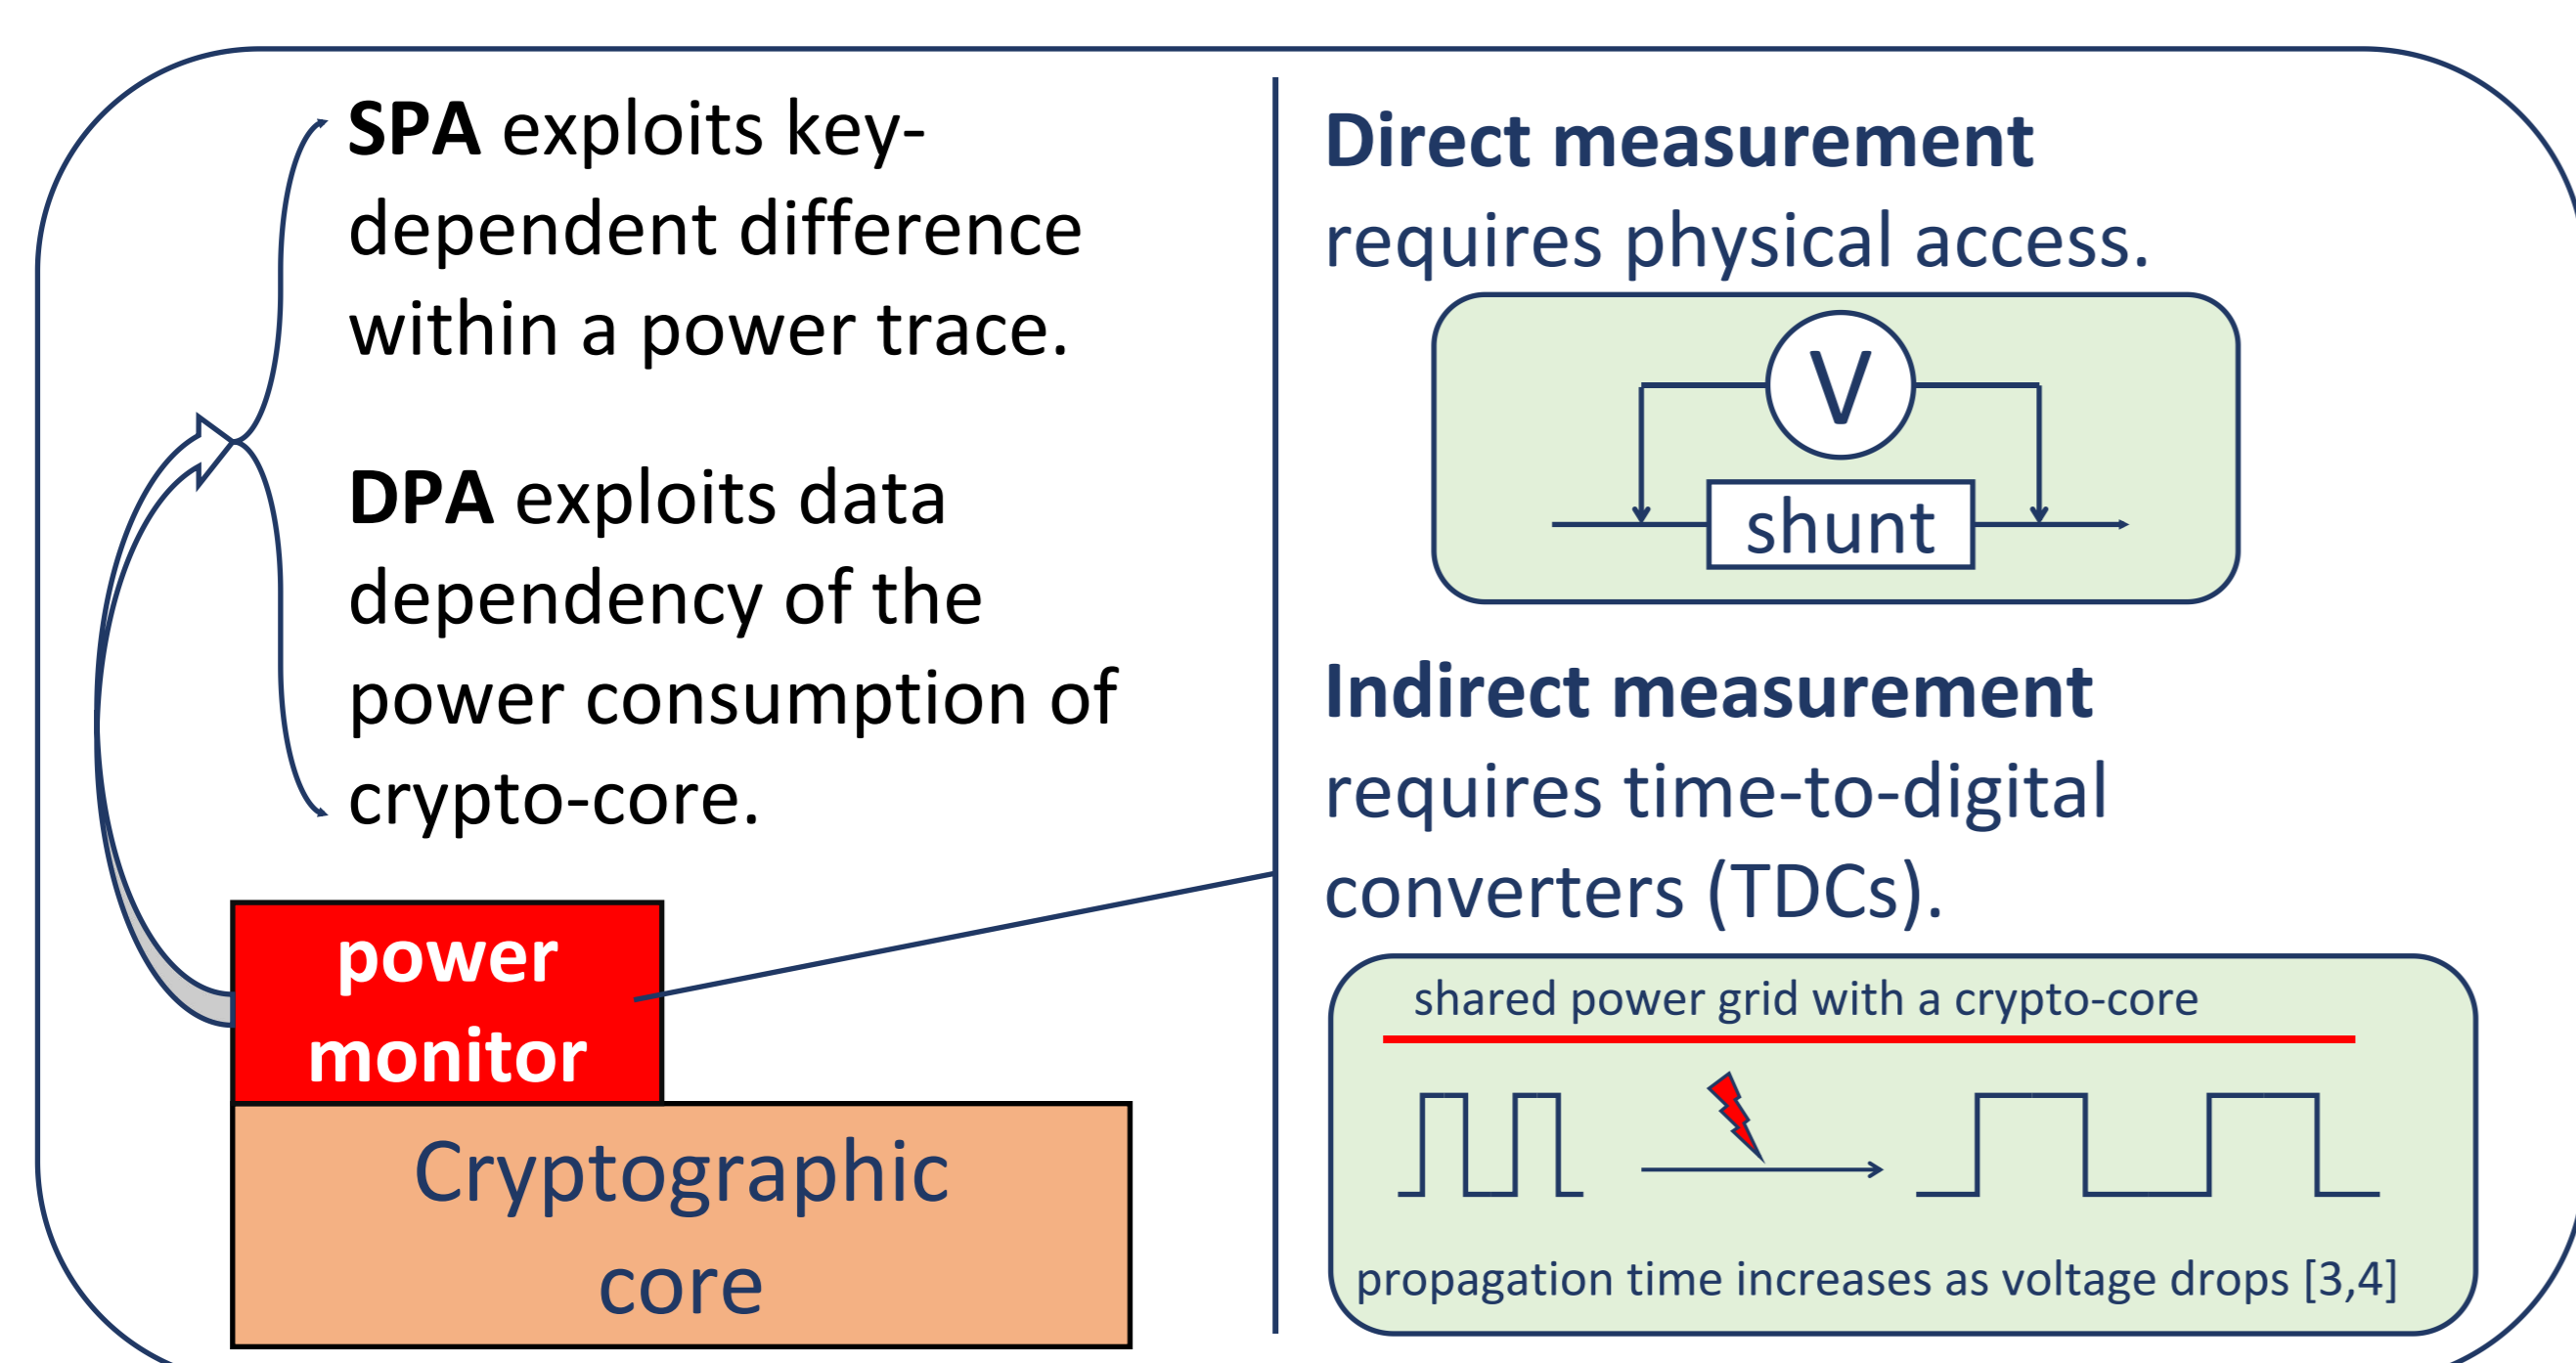 SPA exploits key-
dependent difference
within a power trace.
DPA exploits data
dependency of the
power consumption of
crypto-core.
power
monitor
Cryptographic
core
Direct measurement
requires physical access.
V
shunt
Indirect measurement
requires time-to-digital
converters (TDCs).
shared power grid with a crypto-core
propagation time increases as voltage drops [3,4]